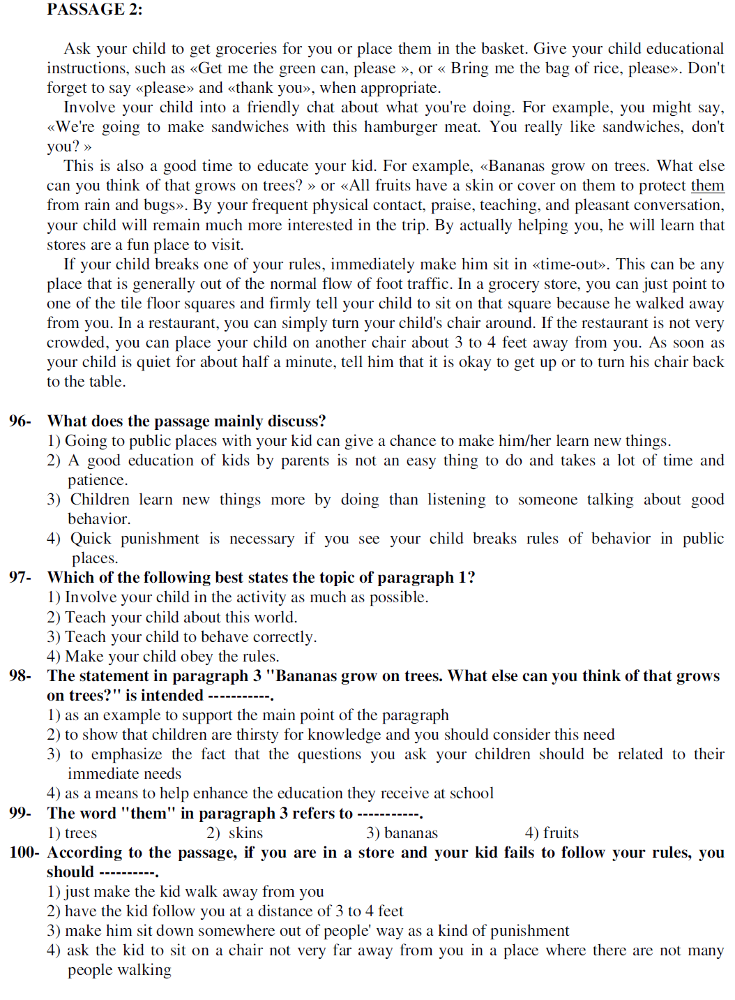 PASSAGE 2:
Ask your child to get groceries for you or place them in the basket. Give your child educational
instructions, such as «Get me the green can, please », or « Bring me the bag of rice, please». Don't
forget to say «please» and «thank you», when appropriate.
Involve your child into a friendly chat about what you're doing. For example, you might say,
«We're going to make sandwiches with this hamburger meat. You really like sandwiches, don't
you? »
This is also a good time to educate your kid. For example, «Bananas grow on trees. What else
can you think of that grows on trees? » or «All fruits have a skin or cover on them to protect them
from rain and bugs». By your frequent physical contact, praise, teaching, and pleasant conversation,
your child will remain much more interested in the trip. By actually helping you, he will learn that
stores are a fun place to visit.
If your child breaks one of your rules, immediately make him sit in «time-out». This can be any
place that is generally out of the normal flow of foot traffic. In a grocery store, you can just point to
one of the tile floor squares and firmly tell your child to sit on that square because he walked away
from you. In a restaurant, you can simply turn your child's chair around. If the restaurant is not very
crowded, you can place your child on another chair about 3 to 4 feet away from you. As soon as
your child is quiet for about half a minute, tell him that it is okay to get up or to turn his chair back
to the table.
96- What does the passage mainly discuss?
1) Going to public places with your kid can give a chance to make him/her learn new things.
2) A good education of kids by parents is not an easy thing to do and takes a lot of time and
patience.
3) Children learn new things more by doing than listening to someone talking about good
behavior.
4) Quick punishment is necessary if you see your child breaks rules of behavior in public
places.
97- Which of the following best states the topic of paragraph 1?
1) Involve your child in the activity as much as possible.
2) Teach your child about this world.
3) Teach your child to behave correctly.
4) Make your child obey the rules.
98- The statement in paragraph 3 "Bananas grow on trees. What else can you think of that grows
on trees?" is intended -----------.
1) as an example to support the main point of the paragraph
2) to show that children are thirsty for knowledge and you should consider this need
3) to emphasize the fact that the questions you ask your children should be related to their
immediate needs
4) as a means to help enhance the education they receive at school
99- The word "them" in paragraph 3 refers to -----------.
1) trees 2) skins 3) bananas 4) fruits
100- According to the passage, if you are in a store and your kid fails to follow your rules, you
should ----------.
1) just make the kid walk away from you
2) have the kid follow you at a distance of 3 to 4 feet
3) make him sit down somewhere out of people' way as a kind of punishment
4) ask the kid to sit on a chair not very far away from you in a place where there are not many
people walking